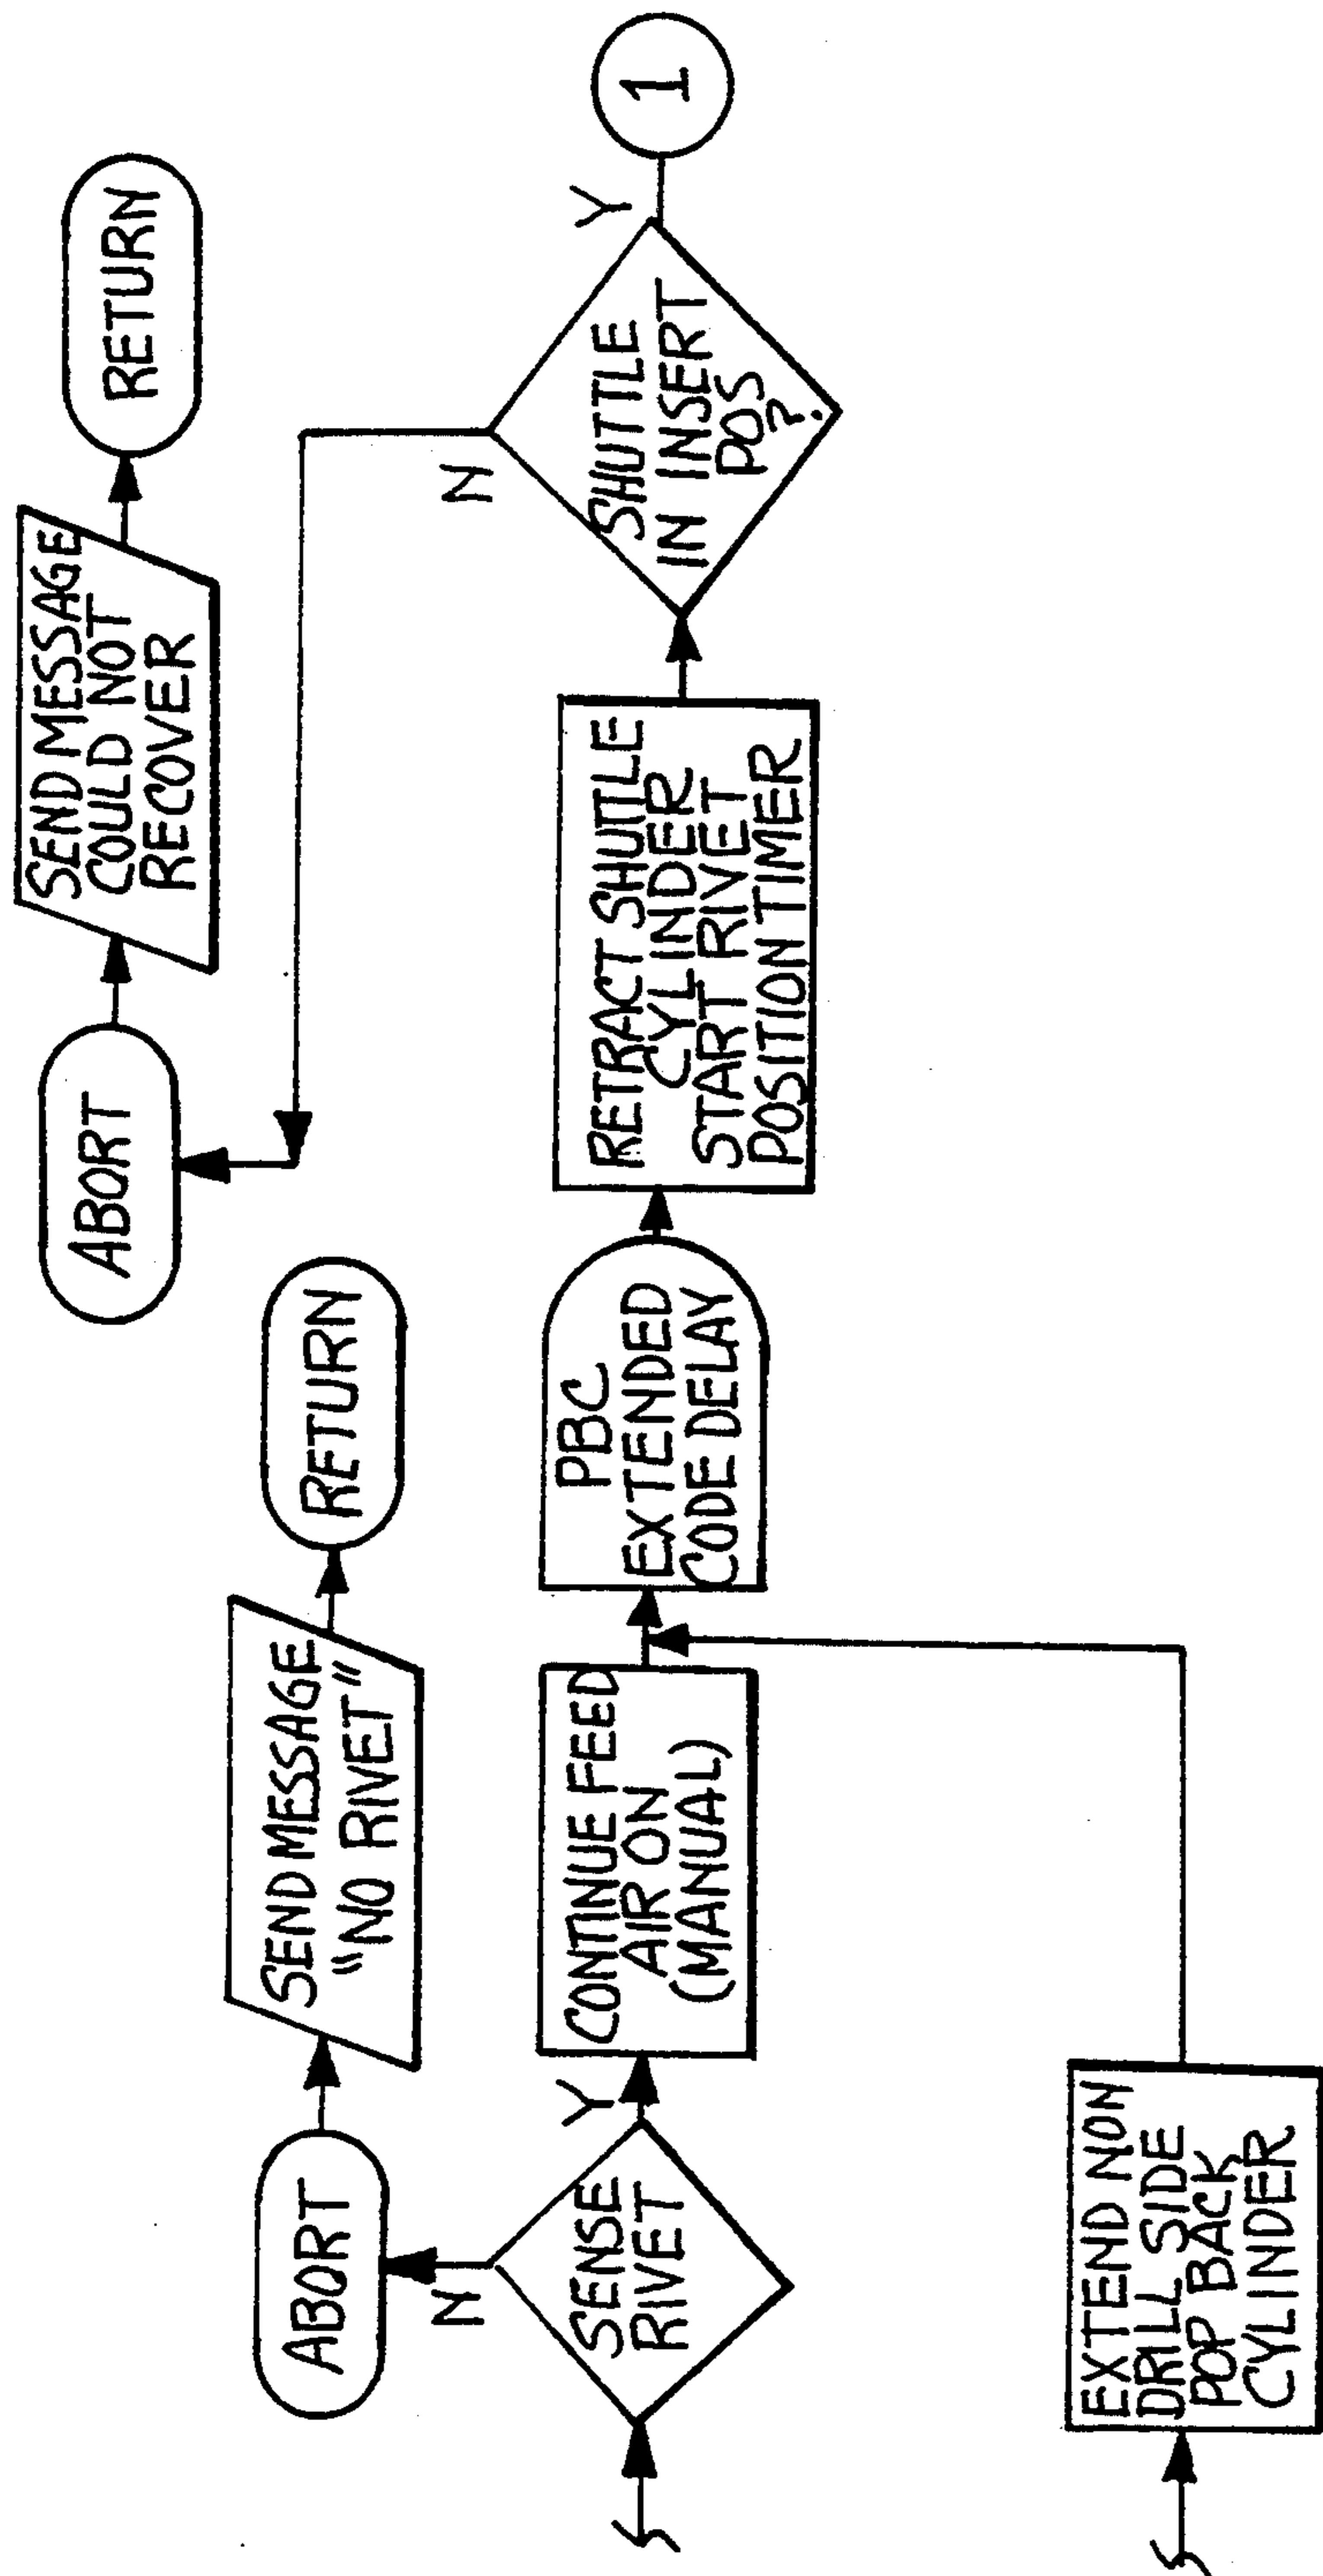 SEND MESSAGE
COULD NOT
RECOVER
RETURN
ABORT
SEND MESSAGE
"NO RIVET"
RETURN
ABORT
N
SENSE
RIVET
Y
CONTINUE FEED
AIR ON
(MANUAL)
PBC
EXTENDED
CODE DELAY
RETRACT SHUTTLE
CYLINDER
START RIVET
POSITION TIMER
N
SHUTTLE
IN INSERT
POS
?
Y
1
EXTEND NON
DRILL SIDE
POP BACK
CYLINDER